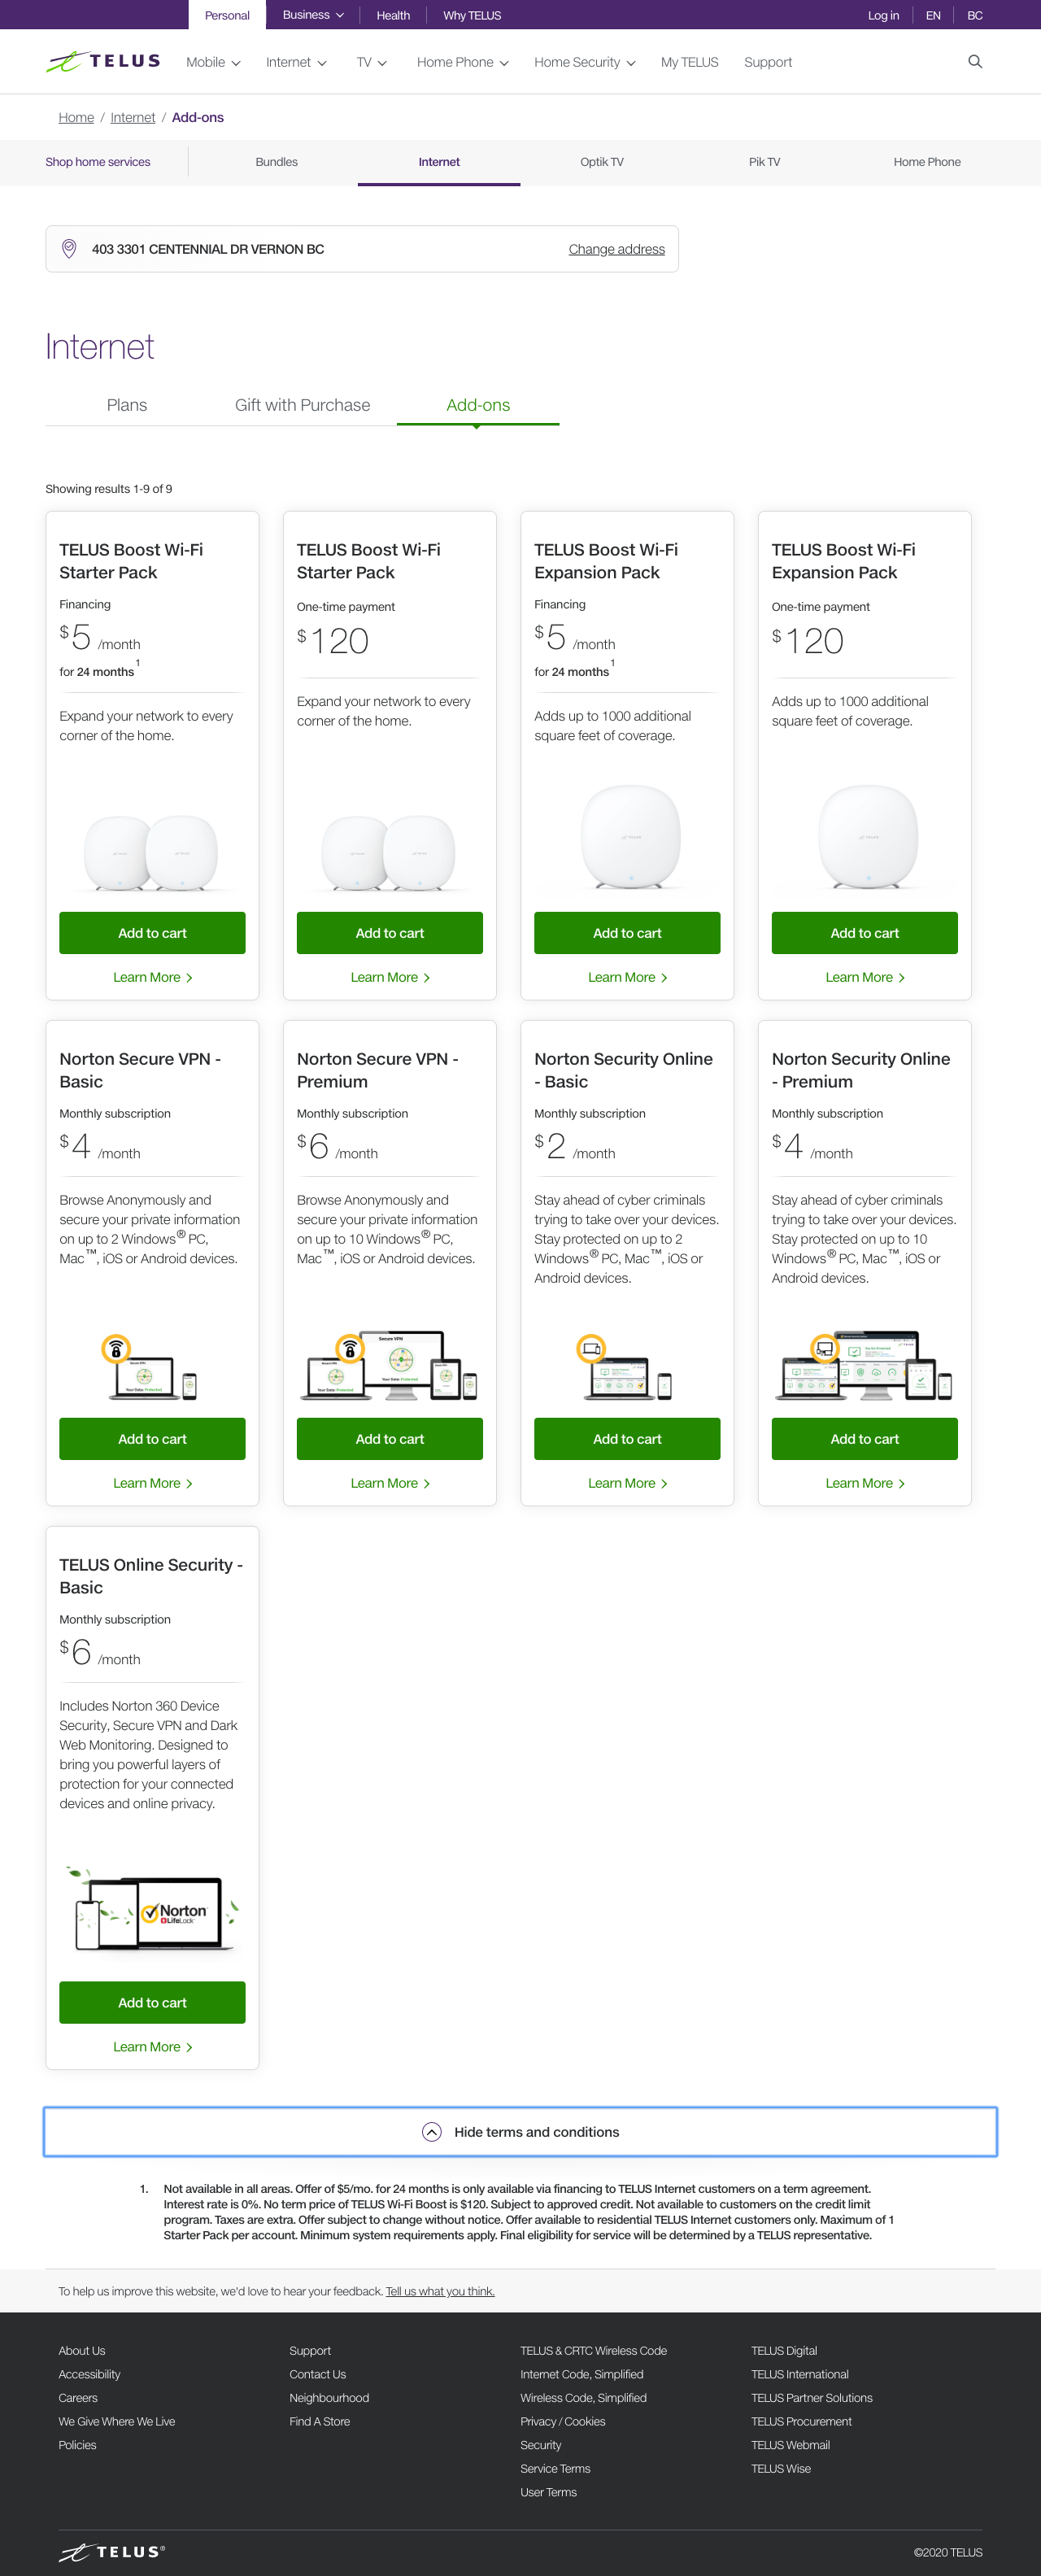 Personal
Business
Health
Why TELUS
Log in
EN
BC
TELUS
Mobile
Internet
TV
Home Phone
Home Security
My TELUS
Support
Home / Internet / Add-ons
Shop home services
Bundles
Internet
Optik TV
Pik TV
Home Phone
403 3301 CENTENNIAL DR VERNON BC
Change address
Internet
Plans
Gift with Purchase
Add-ons
Showing results 1-9 of 9
TELUS Boost Wi-Fi
Starter Pack
Financing
$5 /month
for 24 months1
Expand your network to every
corner of the home.
Add to cart
Learn More
TELUS Boost Wi-Fi
Starter Pack
One-time payment
$120
Expand your network to every
corner of the home.
Add to cart
Learn More
TELUS Boost Wi-Fi
Expansion Pack
Financing
$5 /month
for 24 months1
Adds up to 1000 additional
square feet of coverage.
TELUS
Add to cart
Learn More
TELUS Boost Wi-Fi
Expansion Pack
One-time payment
$120
Adds up to 1000 additional
square feet of coverage.
TELUS
Add to cart
Learn More
Norton Secure VPN -
Basic
Monthly subscription
$4 /month
Browse Anonymously and
secure your private information
on up to 2 Windows® PC,
Mac™, iOS or Android devices.
Add to cart
Learn More
Norton Secure VPN -
Premium
Monthly subscription
$6 /month
Browse Anonymously and
secure your private information
on up to 10 Windows® PC,
Mac™, iOS or Android devices.
Secure VPN
Your Data: Protected
Add to cart
Learn More
Norton Security Online
- Basic
Monthly subscription
$2 /month
Stay ahead of cyber criminals
trying to take over your devices.
Stay protected on up to 2
Windows® PC, Mac™, iOS or
Android devices.
Add to cart
Learn More
Norton Security Online
- Premium
Monthly subscription
$4 /month
Stay ahead of cyber criminals
trying to take over your devices.
Stay protected on up to 10
Windows® PC, Mac™, iOS or
Android devices.
Add to cart
Learn More
TELUS Online Security -
Basic
Monthly subscription
$6 /month
Includes Norton 360 Device
Security, Secure VPN and Dark
Web Monitoring. Designed to
bring you powerful layers of
protection for your connected
devices and online privacy.
Norton
LifeLock
Add to cart
Learn More
Hide terms and conditions
1. Not available in all areas. Offer of $5/mo. for 24 months is only available via financing to TELUS Internet customers on a term agreement.
Interest rate is 0%. No term price of TELUS Wi-Fi Boost is $120. Subject to approved credit. Not available to customers on the credit limit
program. Taxes are extra. Offer subject to change without notice. Offer available to residential TELUS Internet customers only. Maximum of 1
Starter Pack per account. Minimum system requirements apply. Final eligibility for service will be determined by a TELUS representative.
To help us improve this website, we'd love to hear your feedback. Tell us what you think.
About Us
Accessibility
Careers
We Give Where We Live
Policies
Support
Contact Us
Neighbourhood
Find A Store
TELUS & CRTC Wireless Code
Internet Code, Simplified
Wireless Code, Simplified
Privacy / Cookies
Security
Service Terms
User Terms
TELUS Digital
TELUS International
TELUS Partner Solutions
TELUS Procurement
TELUS Webmail
TELUS Wise
TELUS®
©2020 TELUS